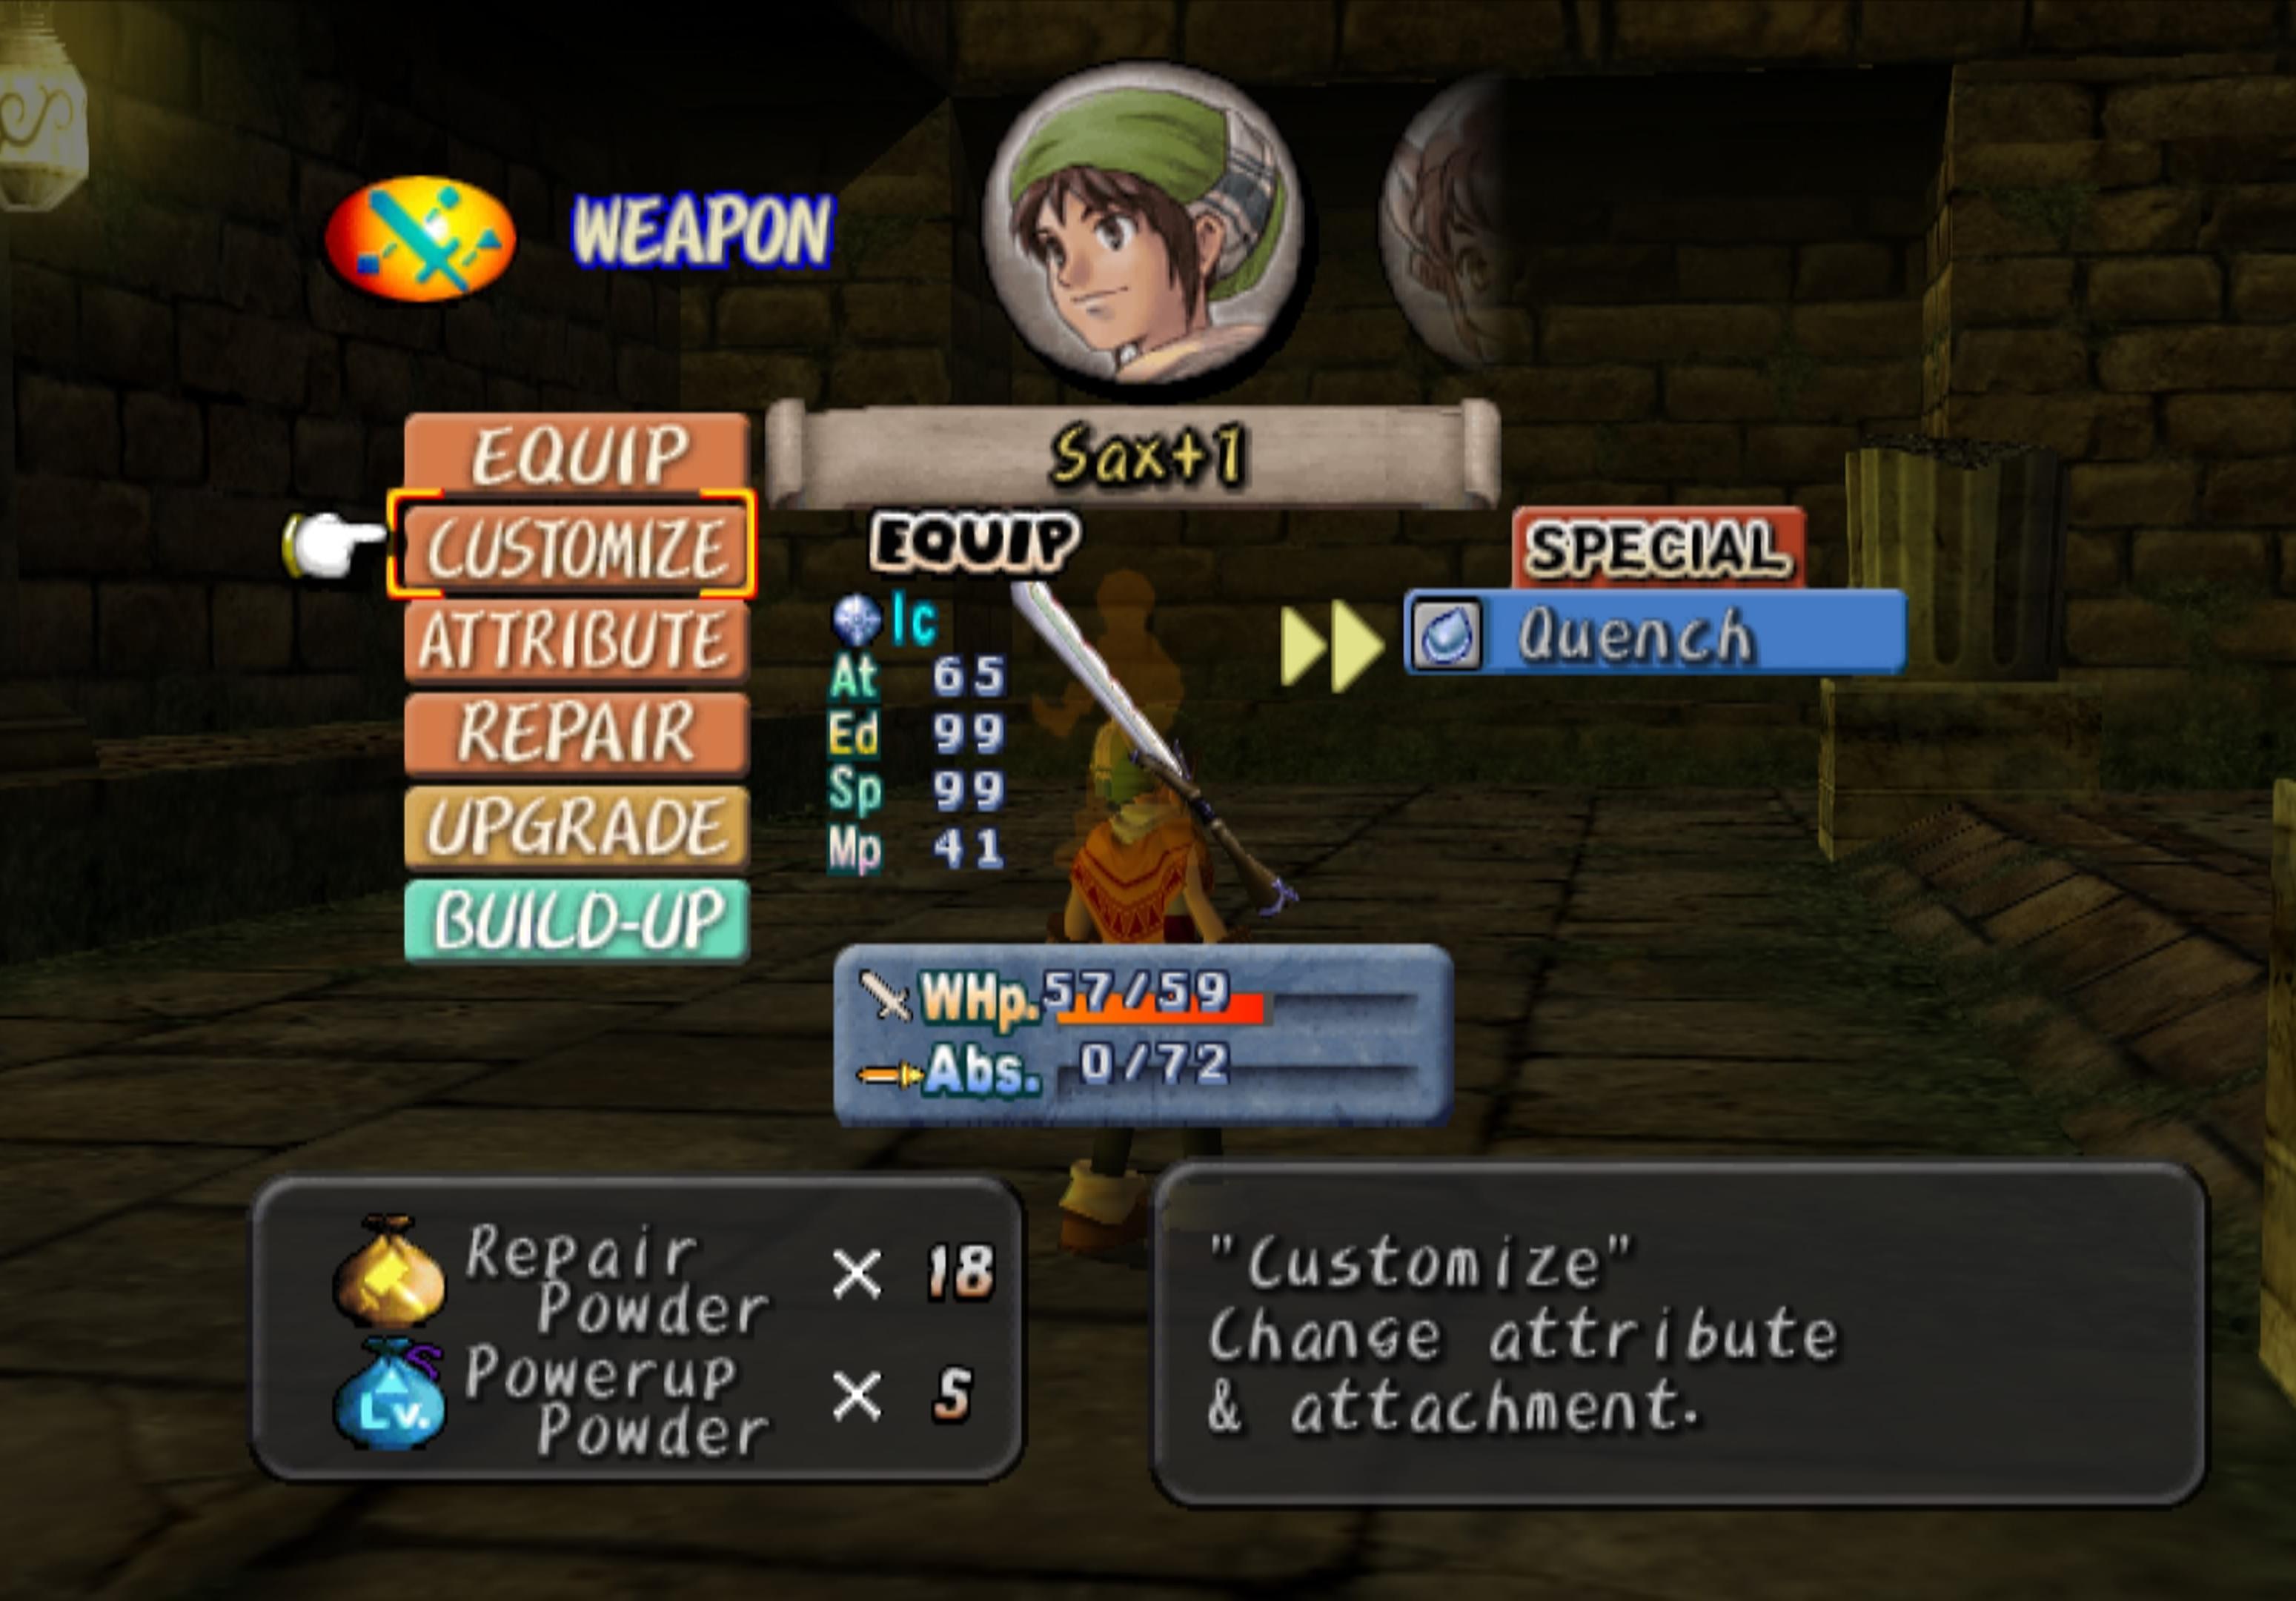 WEAPON
Sax+1
EQUIP
CUSTOMIZE
ATTRIBUTE
REPAIR
UPGRADE
BUILD-UP
EQUIP
Ic
At 65
Ed 99
Sp 99
Mp 41
SPECIAL
Quench
WHp. 57/59
Abs. 0/72
Repair
Powder × 18
Lv.
Powerup
Powder × 5
"Customize"
Change attribute
& attachment.